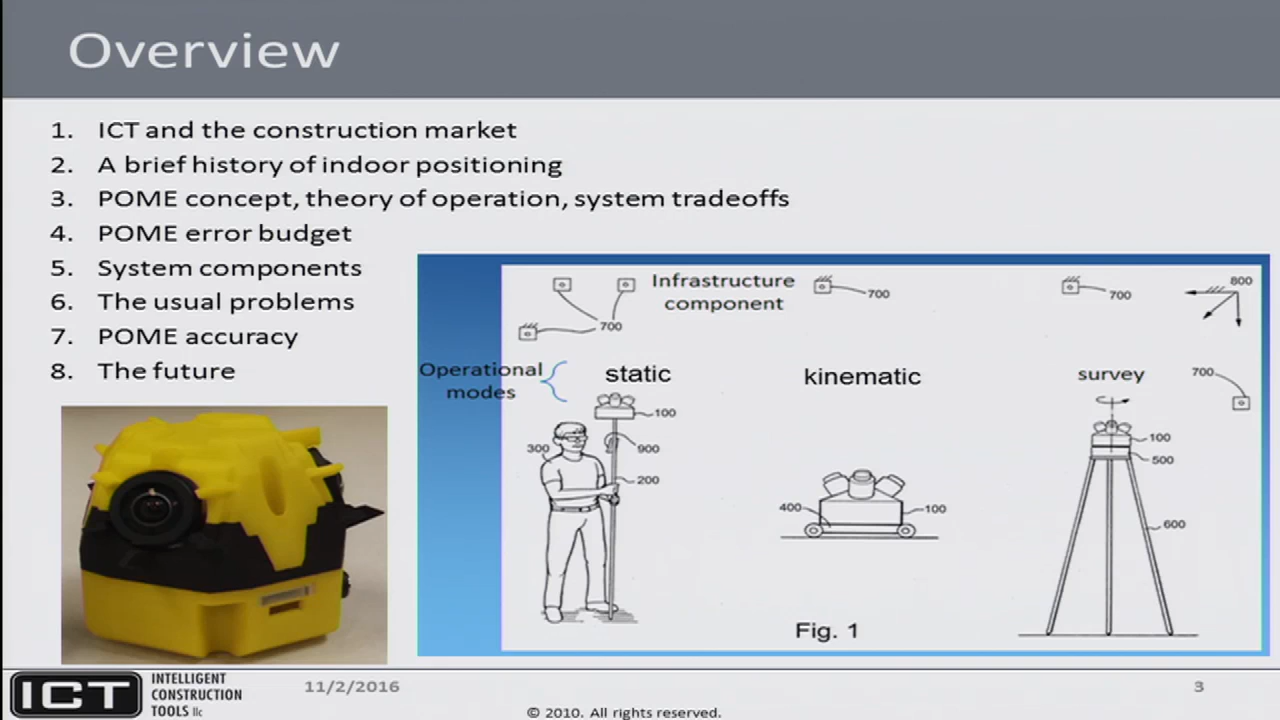 Overview
1. ICT and the construction market
2. A brief history of indoor positioning
3. POME concept, theory of operation, system tradeoffs
4. POME error budget
5. System components
6. The usual problems
7. POME accuracy
8. The future
Infrastructure
component
700
700
700
800
700
Operational
modes
static
kinematic
survey
100
300
900
200
400
100
100
500
600
Fig. 1
ICT
INTELLIGENT
CONSTRUCTION
TOOLS llc
11/2/2016
© 2010. All rights reserved.
3